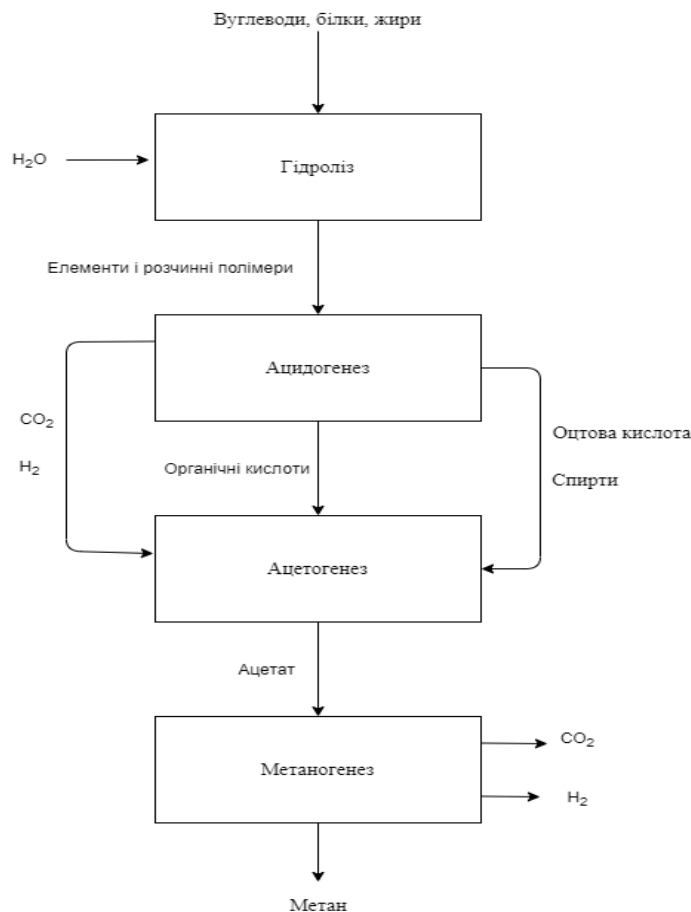 Вуглеводи, білки, жири
H₂O
Гідроліз
Елементи і розчинні полімери
Ацидогенез
CO₂
H₂
Органічні кислоти
Оцтова кислота
Спирти
Ацетогенез
Ацетат
Метаногенез
CO₂
H₂
Метан